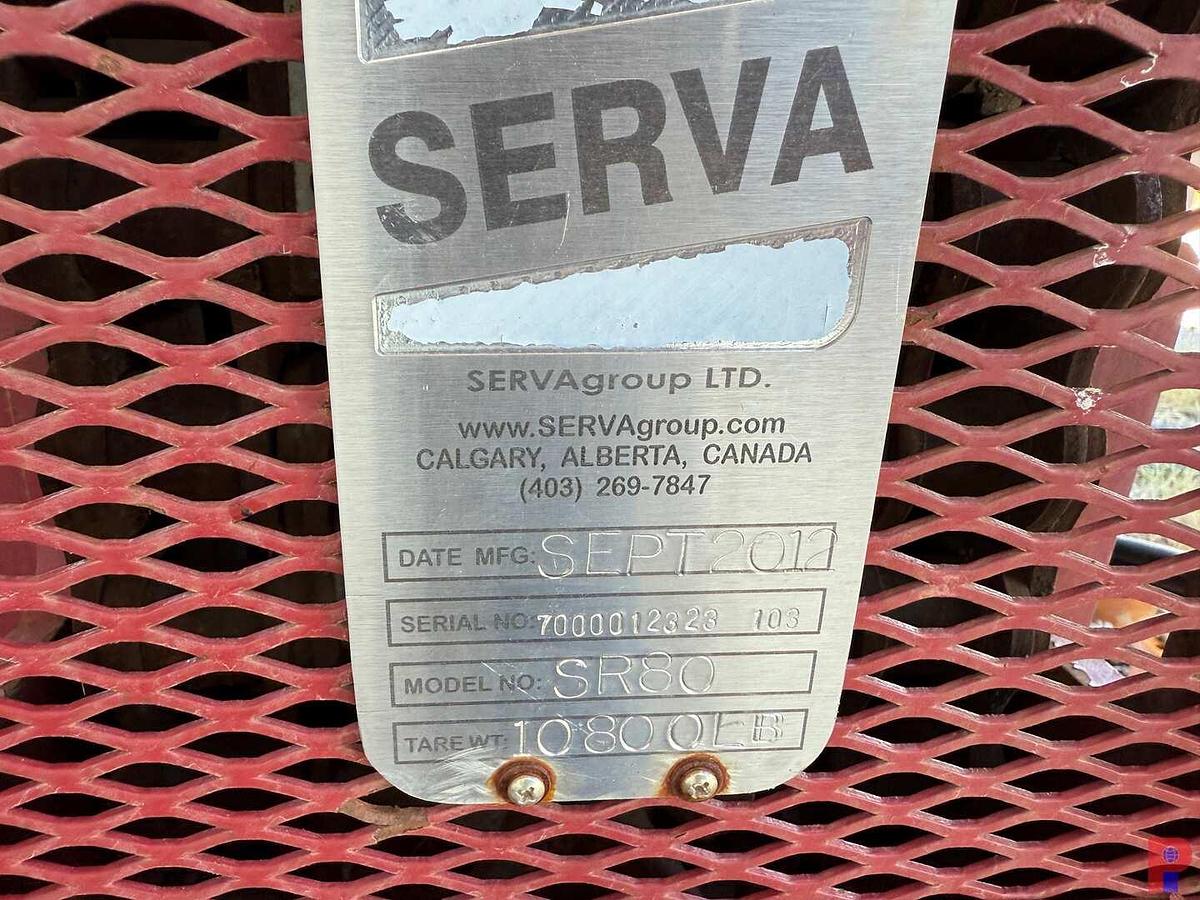 SERVA
SERVAgroup LTD.
www.SERVAgroup.com
CALGARY, ALBERTA, CANADA
(403) 269-7847
DATE MFG: SEPT2012
SERIAL NO: 7000012323 103
MODEL NO: SR80
TARE WT: 10800LB